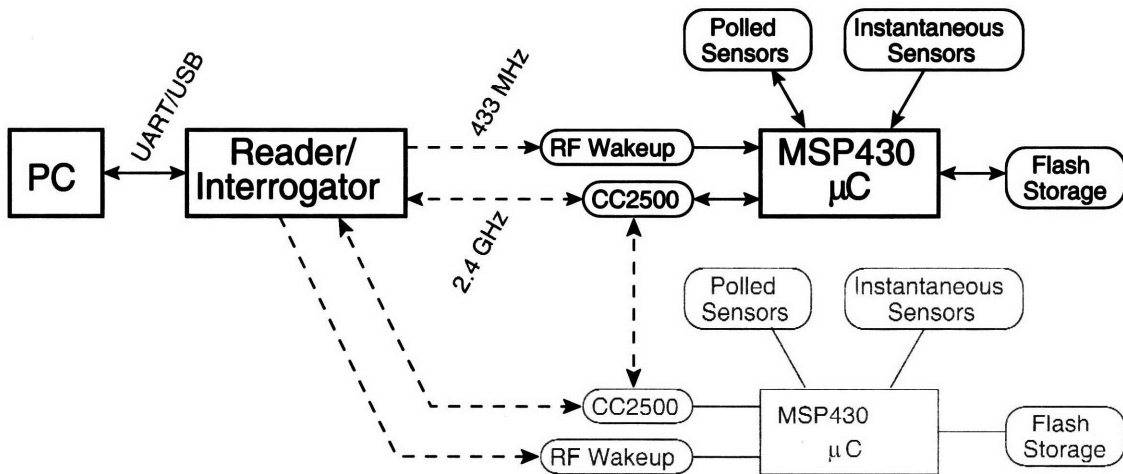 Polled
Sensors
Instantaneous
Sensors
UART/USB
433 MHz
PC
Reader/
Interrogator
RF Wakeup
MSP430
μC
CC2500
Flash
Storage
2.4 GHz
Polled
Sensors
Instantaneous
Sensors
CC2500
MSP430
μC
RF Wakeup
Flash
Storage